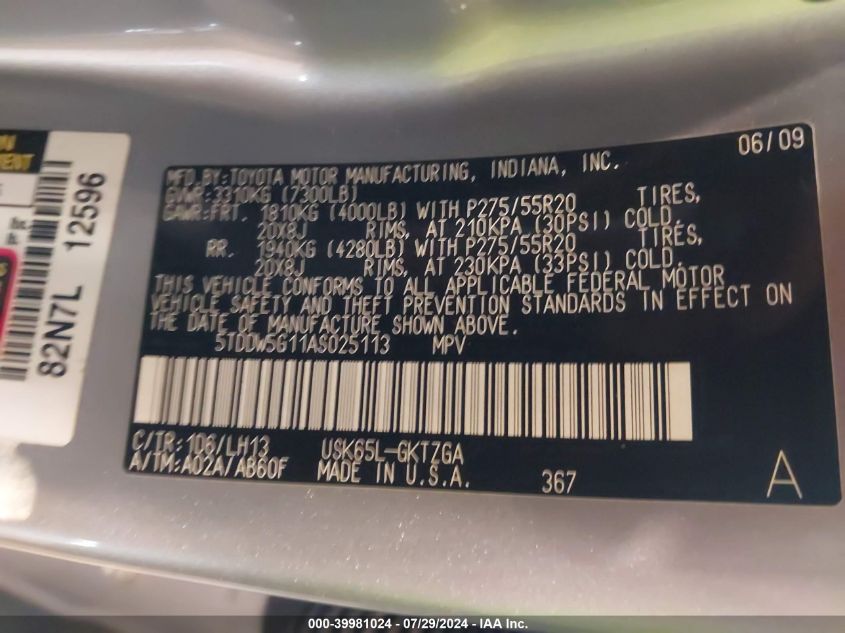 06/09
MFD.BY:TOYOTA MOTOR MANUFACTURING, INDIANA, INC.
GVWR:3310KG (7300LB)
GAWR:FRT. 1810KG (4000LB) WITH P275/55R20 TIRES,
20X8J RIMS, AT 210KPA (30PSI) COLD.
RR. 1940KG (4280LB) WITH P275/55R20 TIRES,
20X8J RIMS, AT 230KPA (33PSI) COLD.
THIS VEHICLE CONFORMS TO ALL APPLICABLE FEDERAL MOTOR
VEHICLE SAFETY AND THEFT PREVENTION STANDARDS IN EFFECT ON
THE DATE OF MANUFACTURE SHOWN ABOVE.
5TDDW5G11AS025113 MPV
C/TR:1D6/LH13 USK65L-GKTZGA
A/TM:A02A/AB60F MADE IN U.S.A. 367 A
82N7L 12596
000-39981024 / 07/29/2024 - IAA Inc.